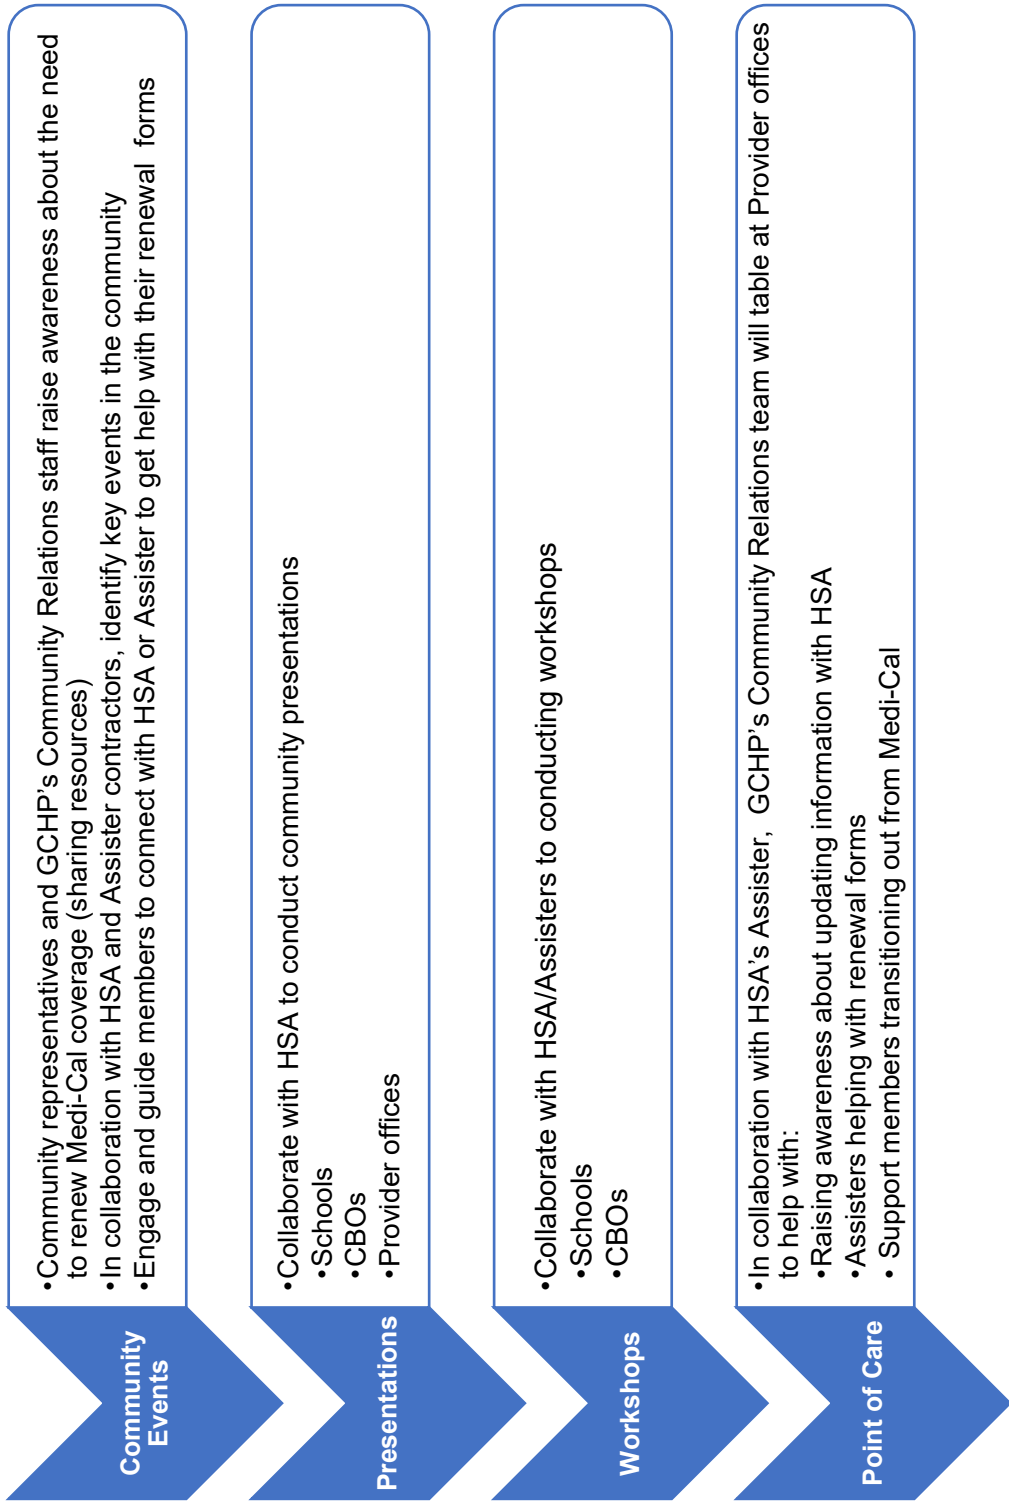 Community
Events
•Community representatives and GCHP's Community Relations staff raise awareness about the need
to renew Medi-Cal coverage (sharing resources)
•In collaboration with HSA and Assister contractors, identify key events in the community
•Engage and guide members to connect with HSA or Assister to get help with their renewal forms
Presentations
•Collaborate with HSA to conduct community presentations
•Schools
•CBOs
•Provider offices
Workshops
•Collaborate with HSA/Assisters to conducting workshops
•Schools
•CBOs
Point of Care
•In collaboration with HSA's Assister, GCHP's Community Relations team will table at Provider offices
to help with:
•Raising awareness about updating information with HSA
•Assisters helping with renewal forms
• Support members transitioning out from Medi-Cal